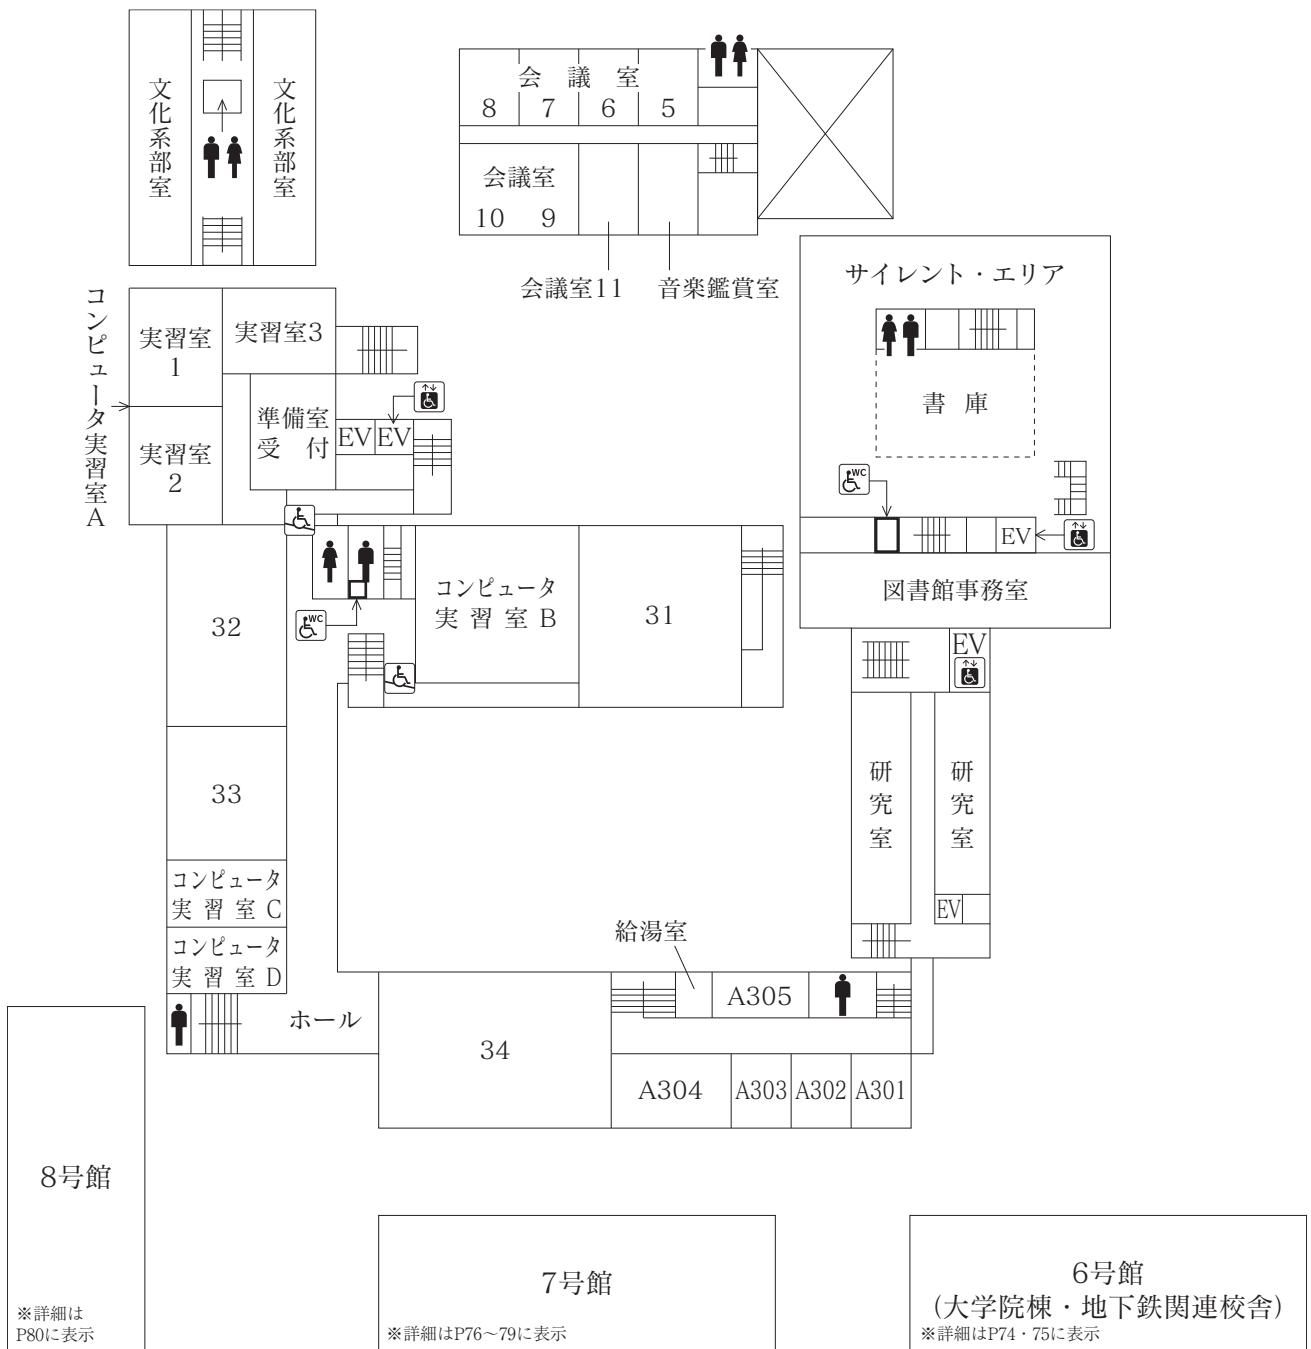 文化系部室
文化系部室
会議室
8 7 6 5
会議室
10 9
会議室11
音楽鑑賞室
サイレント・エリア
書庫
WC
EV
図書館事務室
コンピュータ実習室A
実習室
1
実習室3
実習室
2
準備室
受付
EV EV
コンピュータ
実習室B
31
WC
32
33
コンピュータ
実習室C
コンピュータ
実習室D
ホール
EV
研究室
研究室
EV
給湯室
A305
34
A304
A303
A302
A301
8号館
※詳細は
P80に表示
7号館
※詳細はP76〜79に表示
6号館
(大学院棟・地下鉄関連校舎)
※詳細はP74・75に表示